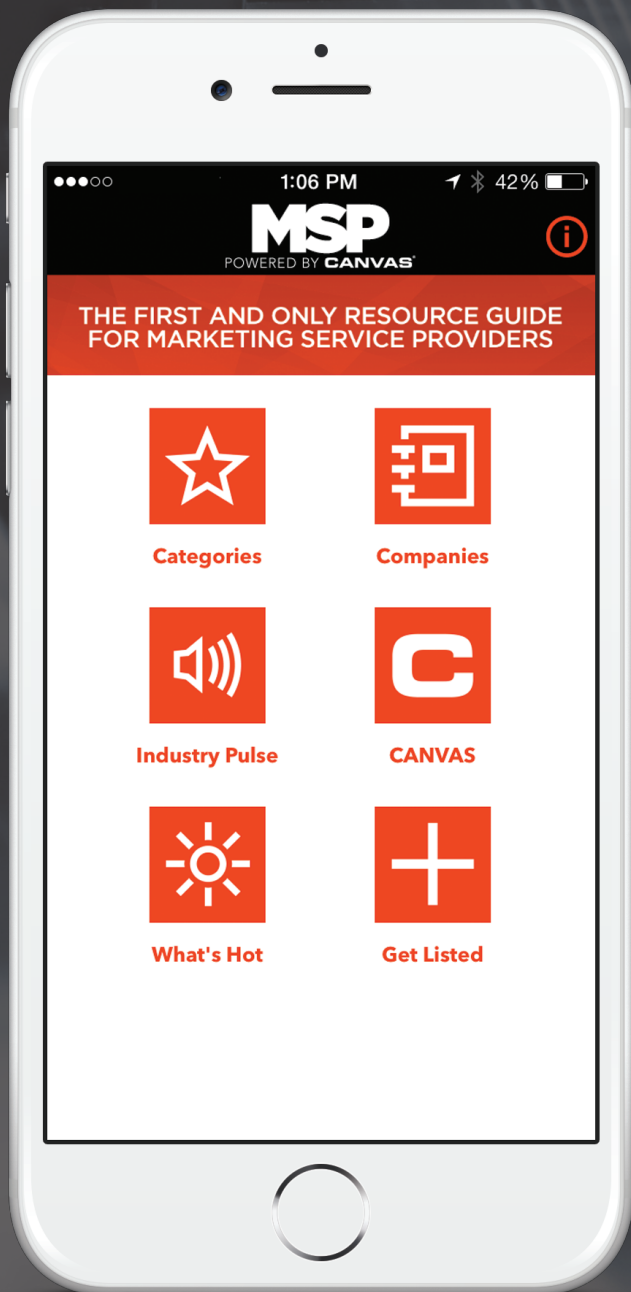 1:06 PM
42%
MSP
POWERED BY CANVAS®
i
THE FIRST AND ONLY RESOURCE GUIDE
FOR MARKETING SERVICE PROVIDERS
Categories
Companies
Industry Pulse
C
CANVAS
What's Hot
Get Listed